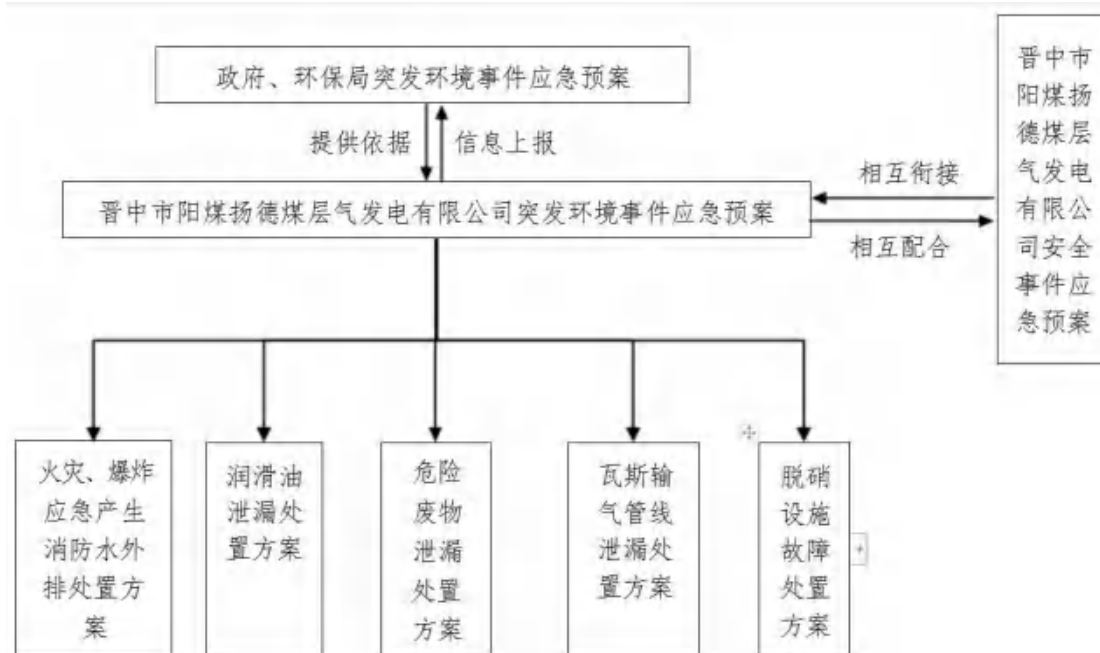 政府、环保局突发环境事件应急预案
提供依据
信息上报
晋中市阳煤扬德煤层气发电有限公司突发环境事件应急预案
相互衔接
相互配合
晋中市
阳煤扬
德煤层
气发电
有限公
司安全
事件应
急预案
火灾、爆炸
应急产生
消防水外
排处置方
案
润滑油
泄漏处
置方案
危险
废物
泄漏
处置
方案
瓦斯输
气管线
泄漏处
置方案
脱硝
设施
故障
处置
方案